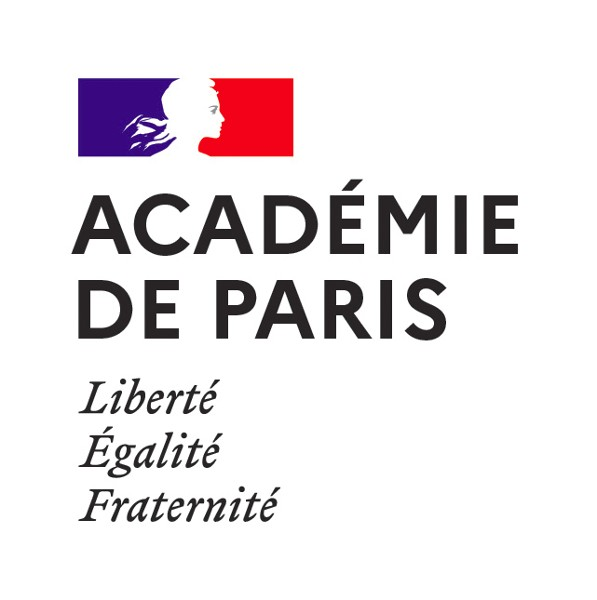 ACADÉMIE
DE PARIS
Liberté
Égalité
Fraternité